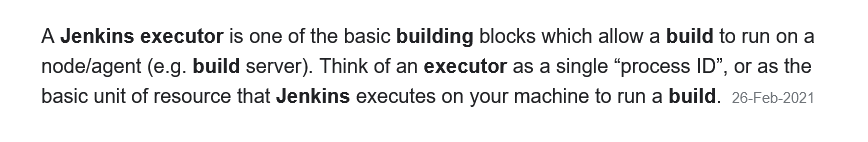 A Jenkins executor is one of the basic building blocks which allow a build to run on a
node/agent (e.g. build server). Think of an executor as a single “process ID”, or as the
basic unit of resource that Jenkins executes on your machine to run a build. 26-Feb-2021